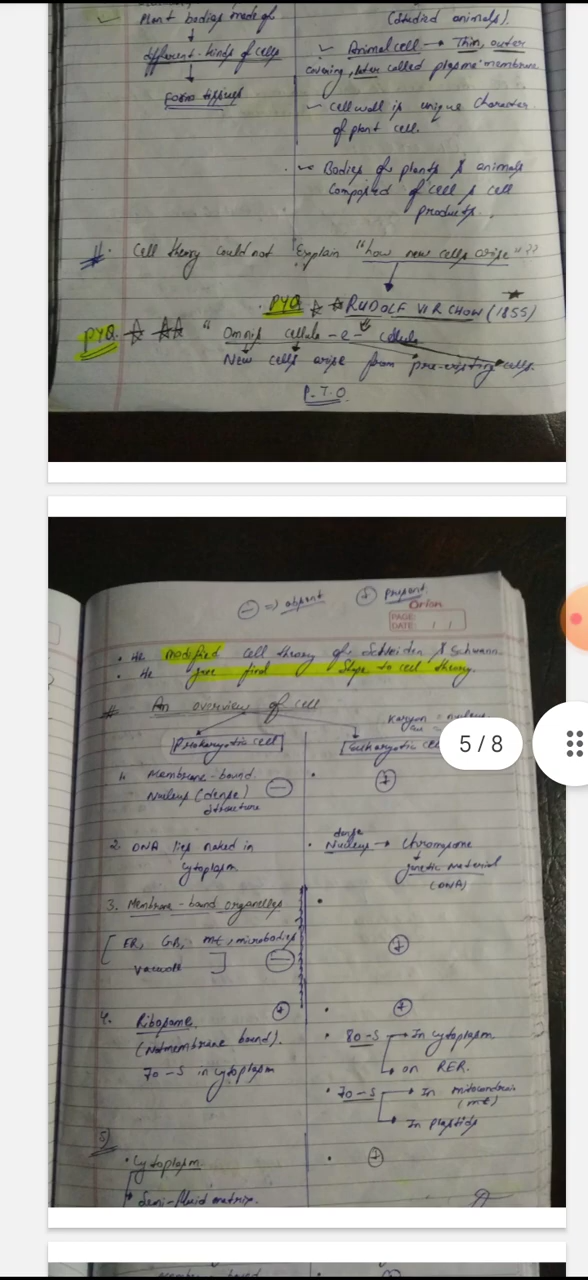 ✓ Plant bodies made of
↓
different kinds of cells
↓
Form tissues
(studied animals).
✓ Animal cell → Thin, outer
covering, later called plasma membrane
✓ Cell wall is unique character
of plant cell.
✓ Bodies of plants & animals
Composed of cell & cell
products.
#. Cell theory could not Explain "how new cells arise"??
PYQ ☆ ☆ RUDOLF VIRCHOW (1855)
PYQ ☆ ☆☆ " Omnis cellula -e- cellula
New cells arise from pre-existing cells.
P.T.O.
⊖ => absent ⊕ Present.
Orion
PAGE:
DATE: / /
• He modified cell theory of Schleiden & Schwann.
• He gave final Shape to cell theory.
#. An overview of cell
Karyon = nucleus
Prokaryotic cell
Eukaryotic cell
5 / 8
1. Membrane-bound
Nucleus (dense) ⊖
structure
• ⊕
2. DNA lies naked in
cytoplasm
dense
• Nucleus → Chromosome
↓
genetic material
(DNA)
3. Membrane-bound organelles
[ ER, GB, mt, microbodies
vacuole ] ⊖
• ⊕
4. Ribosome ⊕
(Not membrane bound).
70-S in cytoplasm
• ⊕
• 80-S → In cytoplasm
→ on RER.
• 70-S → In mitocondrain
(mt)
→ In plastids
5)
• Cytoplasm
→ Semi-fluid matrix.
• ⊕